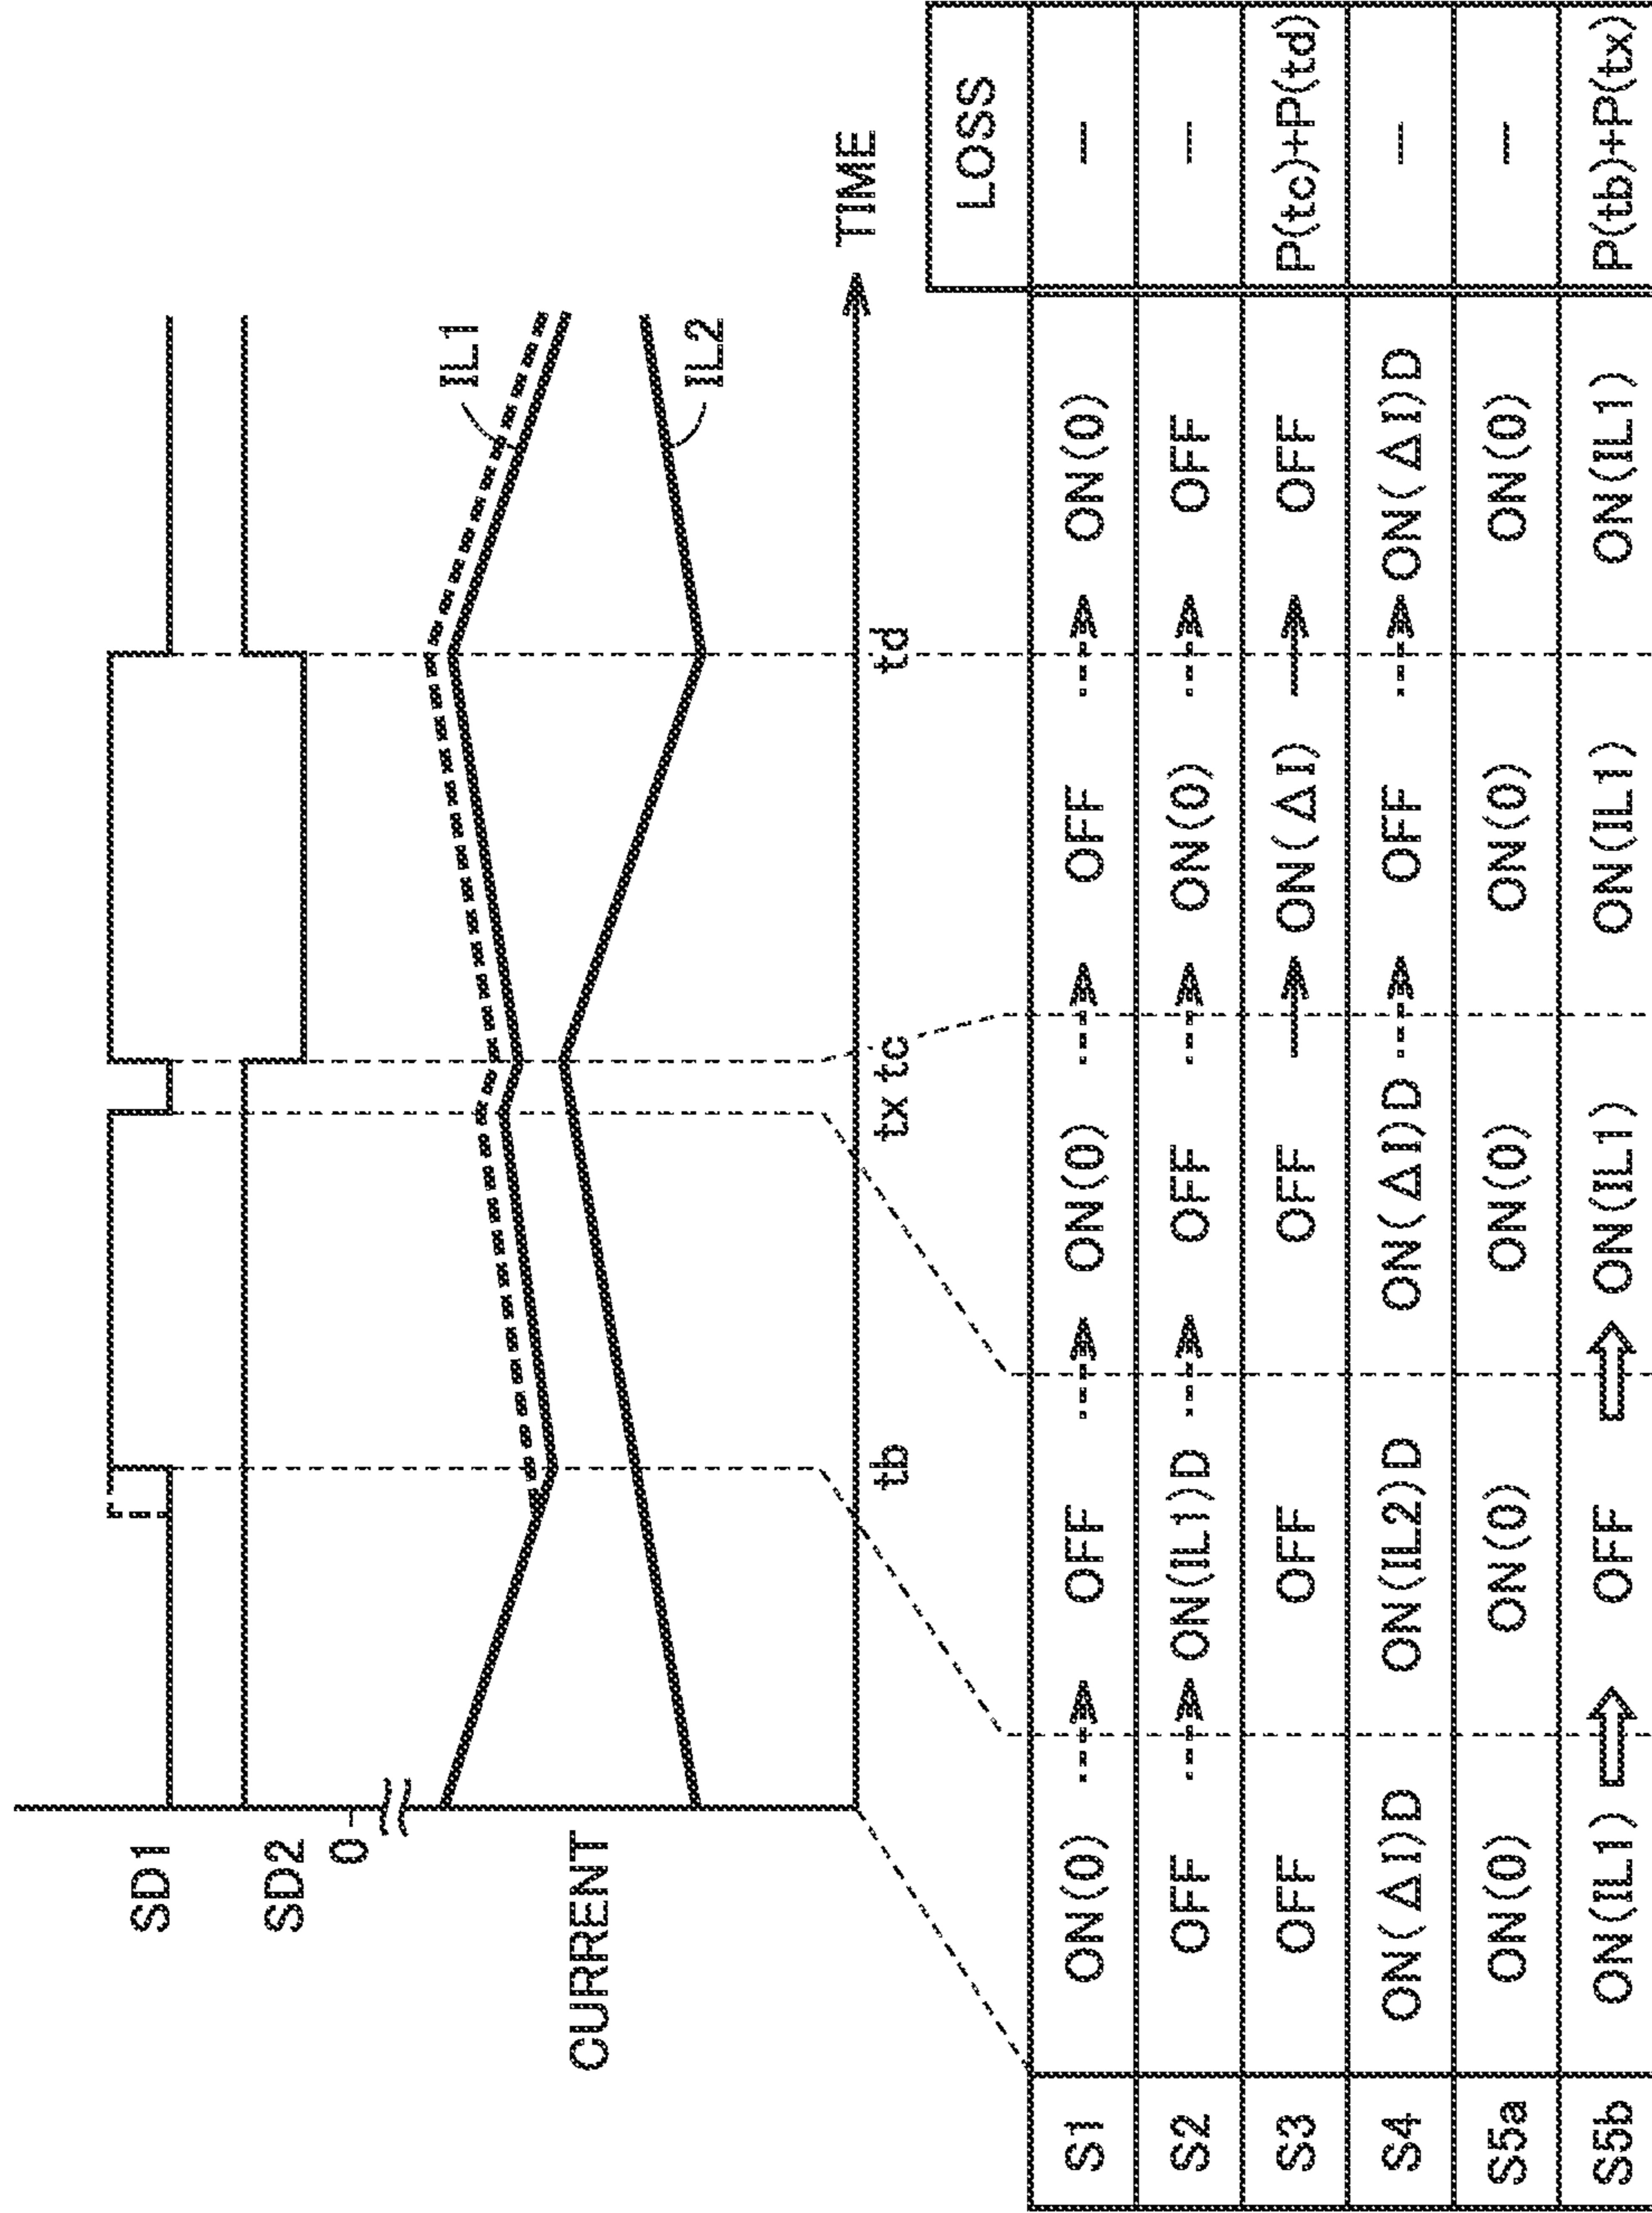 SD1
SD2
0
CURRENT
IL1
IL2
TIME
tb
tx tc
td
LOSS
S1 ON(0) OFF ON(0) OFF ON(0) —
S2 OFF ON(IL1)D OFF ON(0) OFF —
S3 OFF OFF OFF ON(ΔI) OFF P(tc)+P(td)
S4 ON(ΔI)D ON(IL2)D ON(ΔI)D OFF ON(ΔI)D —
S5a ON(0) ON(0) ON(0) ON(0) ON(0) —
S5b ON(IL1) OFF ON(IL1) ON(IL1) ON(IL1) P(tb)+P(tx)